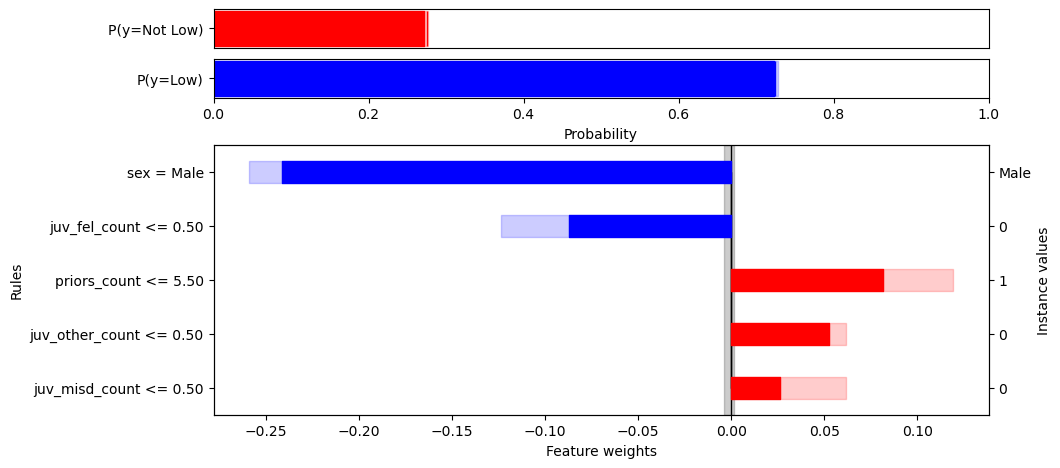 P(y=Not Low)
P(y=Low)
0.0 0.2 0.4 0.6 0.8 1.0
Probability
sex = Male Male
juv_fel_count <= 0.50 0
priors_count <= 5.50 1
juv_other_count <= 0.50 0
juv_misd_count <= 0.50 0
Rules
Instance values
−0.25 −0.20 −0.15 −0.10 −0.05 0.00 0.05 0.10
Feature weights